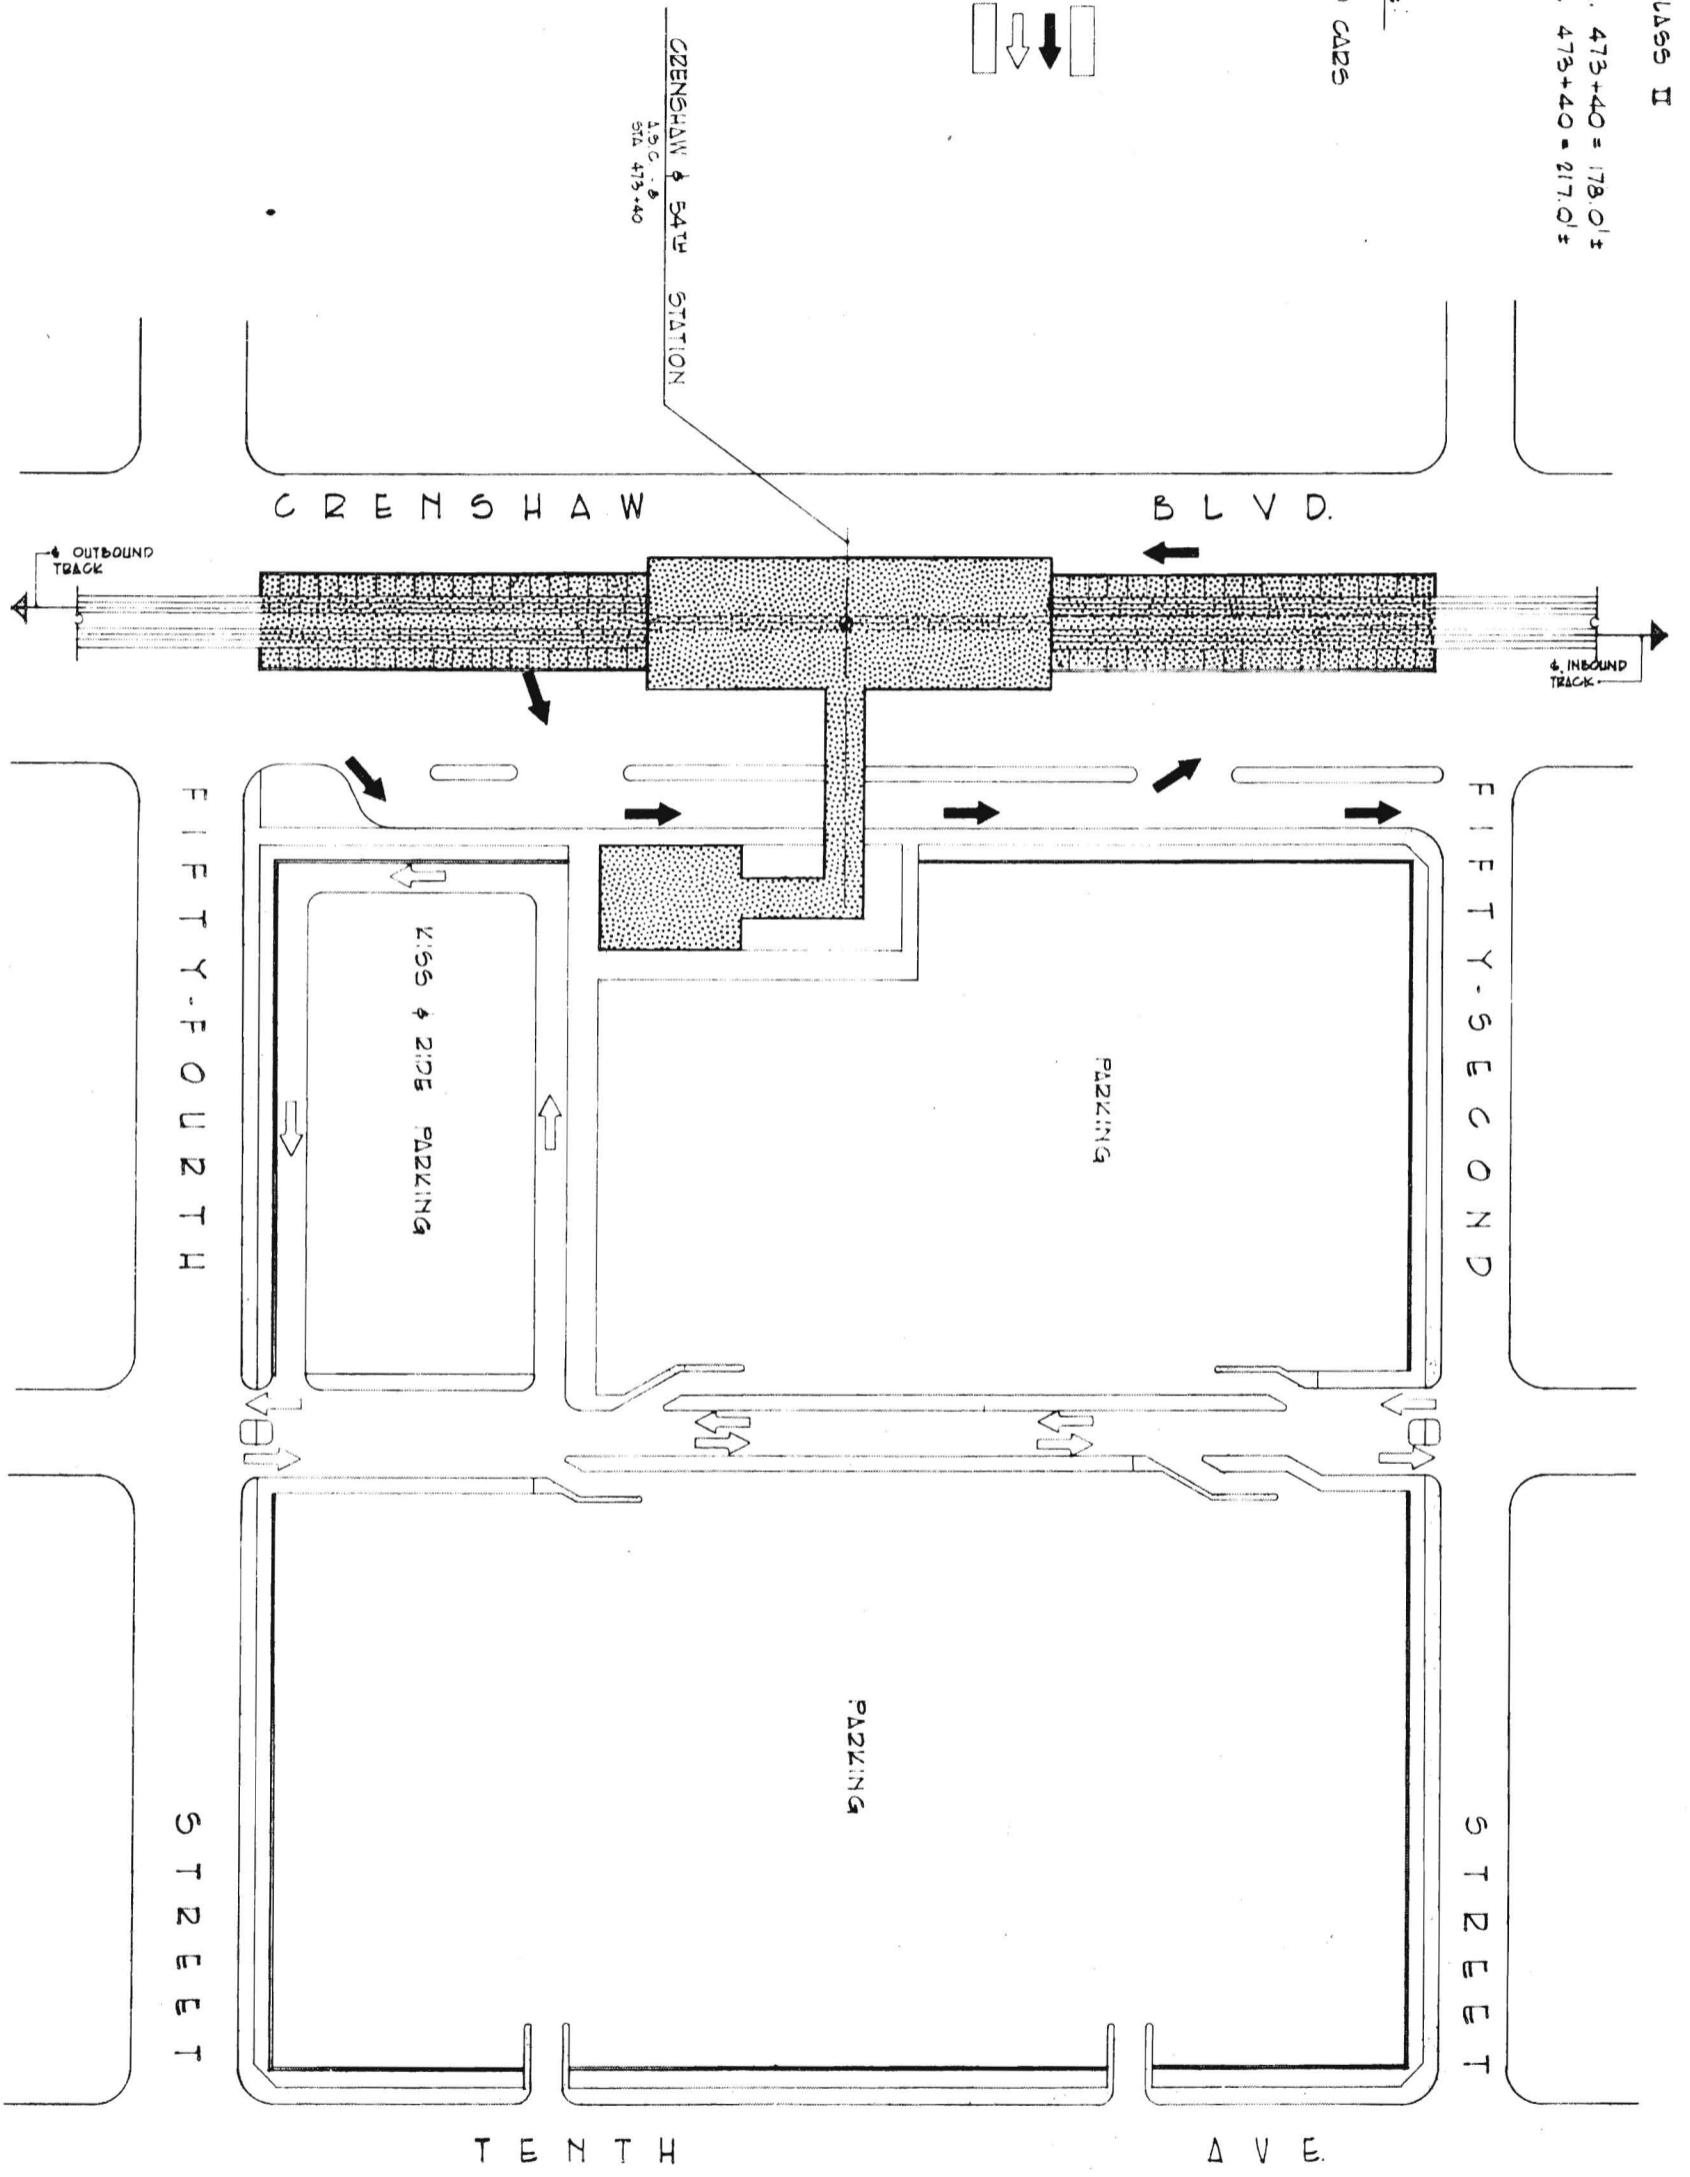 LASS II
. 473+40 = 178.0'±
. 473+40 = 217.0'±
CARS
CRENSHAW & 54TH STATION
A.S.C. - 8
STA 473+40
CRENSHAW BLVD.
℄ OUTBOUND
TRACK
℄ INBOUND
TRACK
FIFTY-FOURTH STREET
FIFTY-SECOND STREET
KISS & RIDE PARKING
PARKING
PARKING
TENTH AVE.